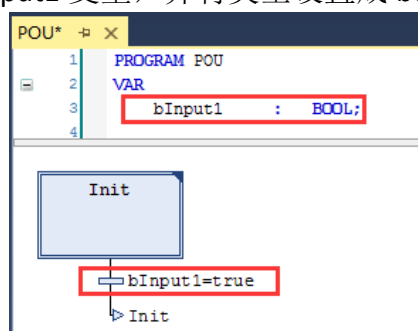 POU*
1 PROGRAM POU
2 VAR
3 bInput1 : BOOL;
4
Init
bInput1=true
Init